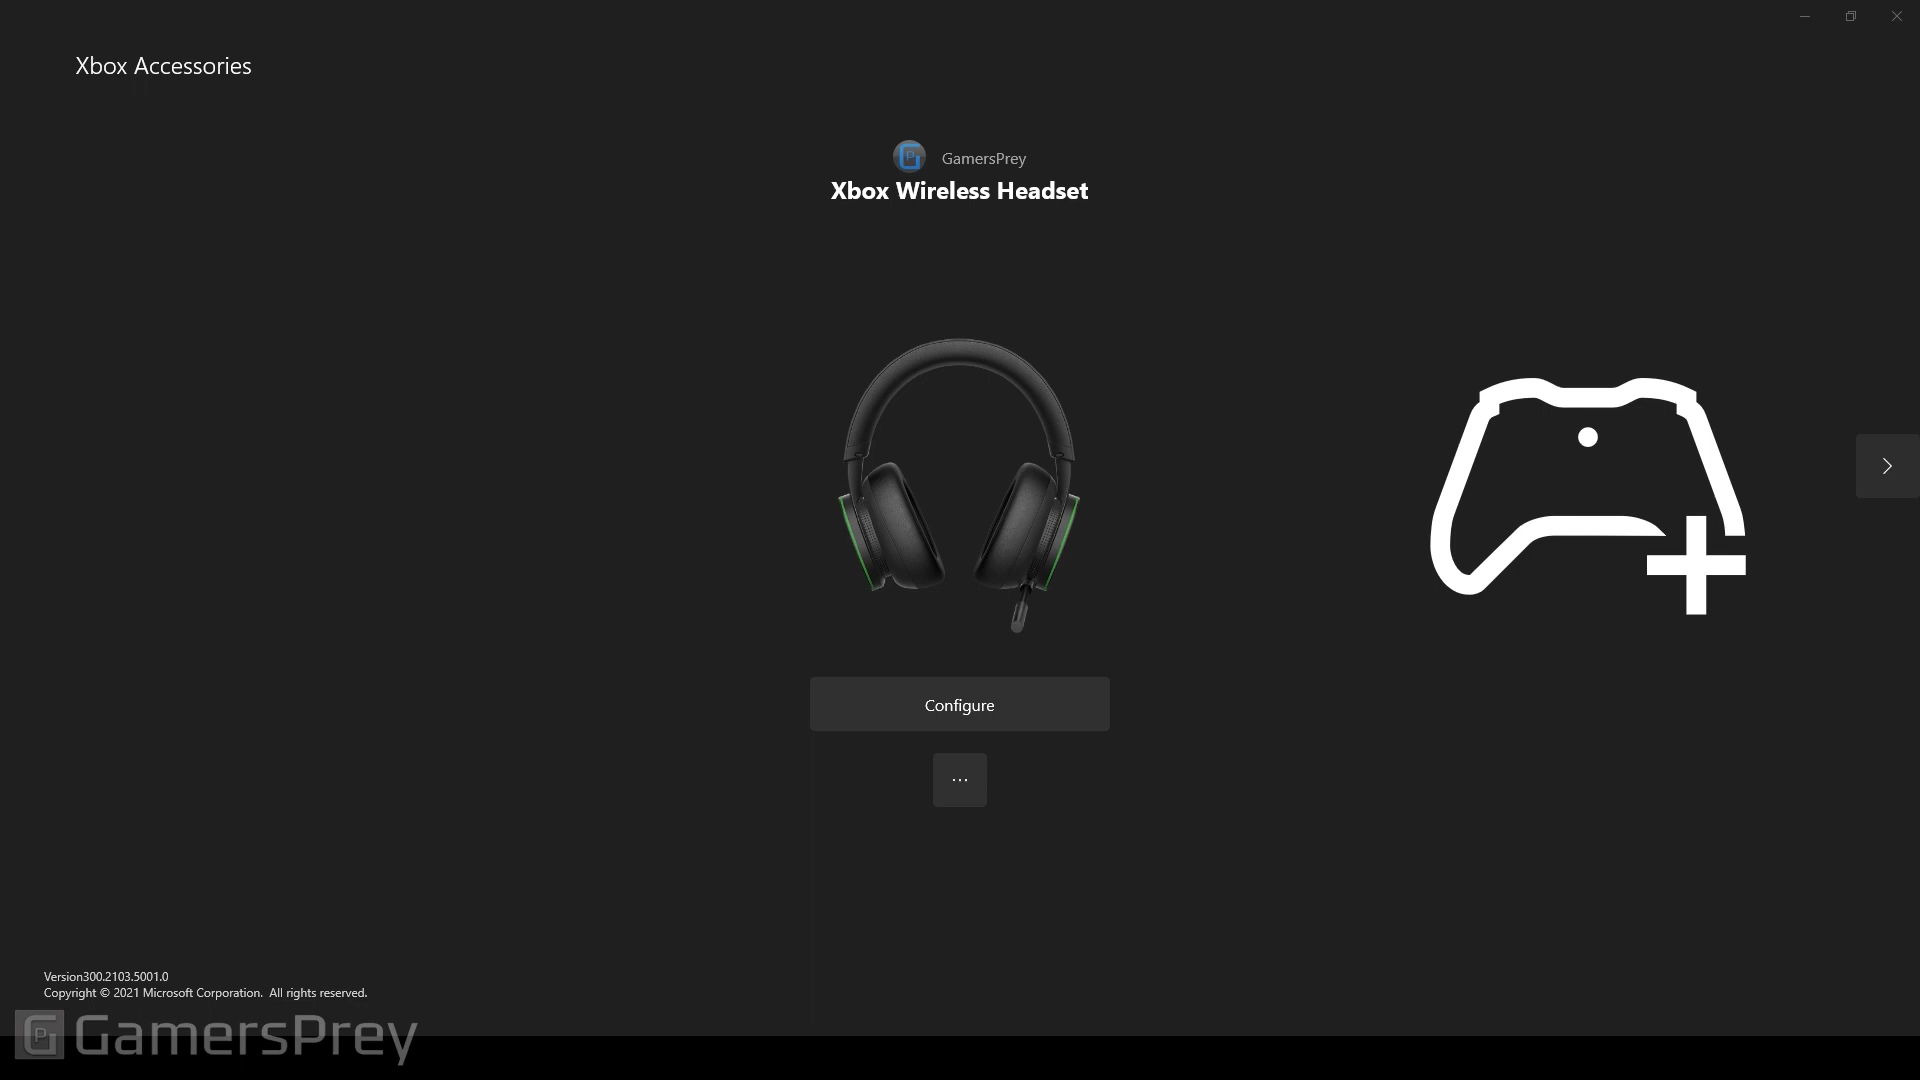 Xbox Accessories
GamersPrey
Xbox Wireless Headset
Configure
...
Version300.2103.5001.0
Copyright © 2021 Microsoft Corporation.  All rights reserved.
GamersPrey